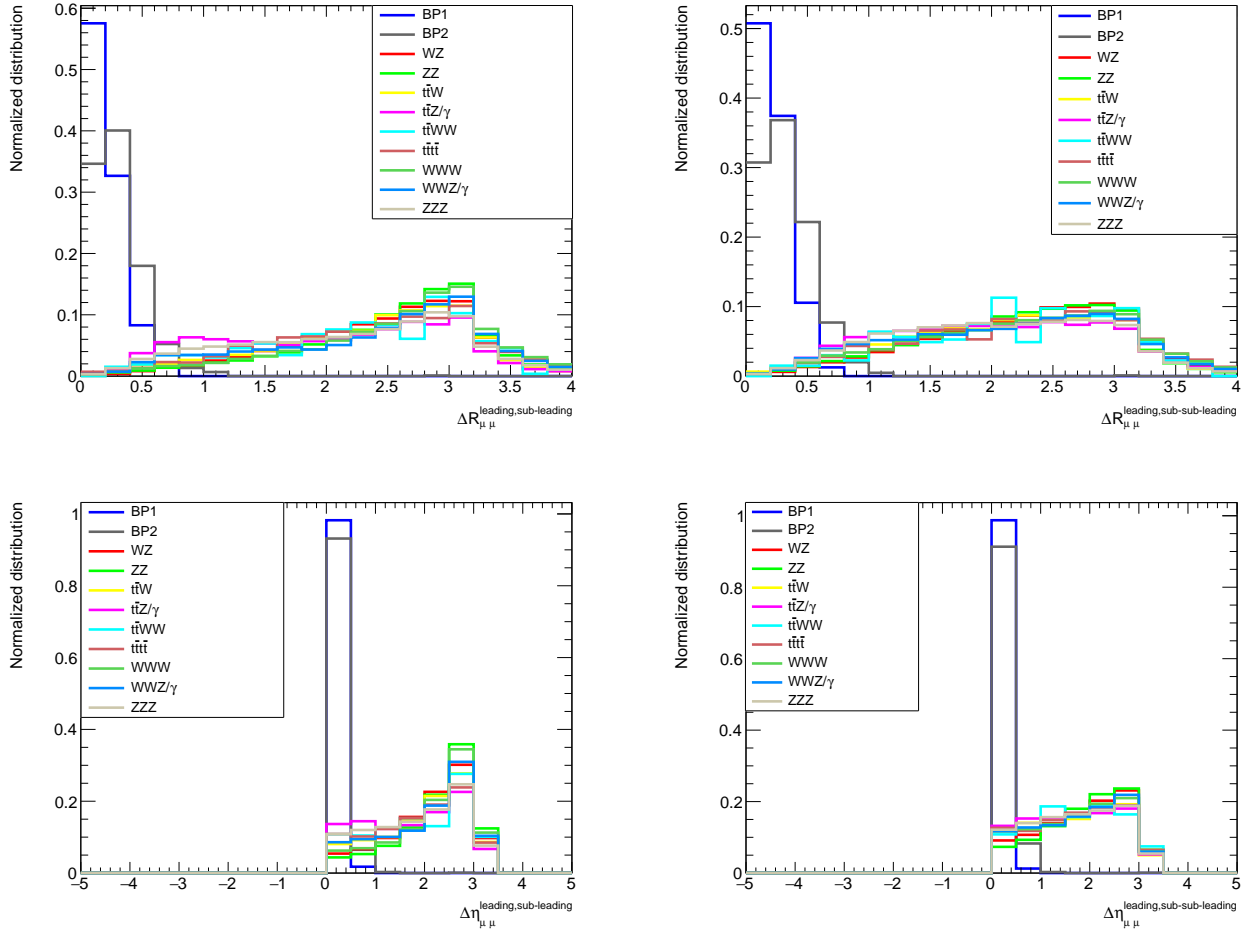 Normalized distribution
0.6
0.5
0.4
0.3
0.2
0.1
0
0 0.5 1 1.5 2 2.5 3 3.5 4
ΔR μ μ leading,sub-leading
BP1
BP2
WZ
ZZ
tt̄W
tt̄Z/γ
tt̄WW
tt̄tt̄
WWW
WWZ/γ
ZZZ
Normalized distribution
0.5
0.4
0.3
0.2
0.1
0
0 0.5 1 1.5 2 2.5 3 3.5 4
ΔR μ μ leading,sub-sub-leading
BP1
BP2
WZ
ZZ
tt̄W
tt̄Z/γ
tt̄WW
tt̄tt̄
WWW
WWZ/γ
ZZZ
Normalized distribution
1
0.8
0.6
0.4
0.2
0
−5 −4 −3 −2 −1 0 1 2 3 4 5
Δη μ μ leading,sub-leading
BP1
BP2
WZ
ZZ
tt̄W
tt̄Z/γ
tt̄WW
tt̄tt̄
WWW
WWZ/γ
ZZZ
Normalized distribution
1
0.8
0.6
0.4
0.2
0
−5 −4 −3 −2 −1 0 1 2 3 4 5
Δη μ μ leading,sub-sub-leading
BP1
BP2
WZ
ZZ
tt̄W
tt̄Z/γ
tt̄WW
tt̄tt̄
WWW
WWZ/γ
ZZZ